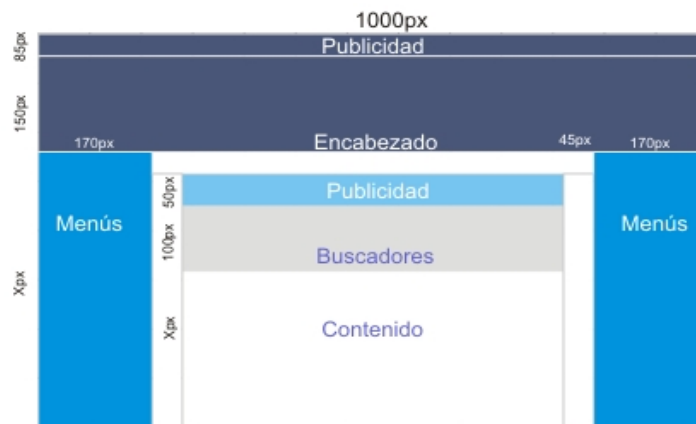 1000px
85px
Publicidad
150px
170px
Encabezado
45px
170px
50px
Publicidad
Menús
Menús
100px
Buscadores
Xpx
Xpx
Contenido